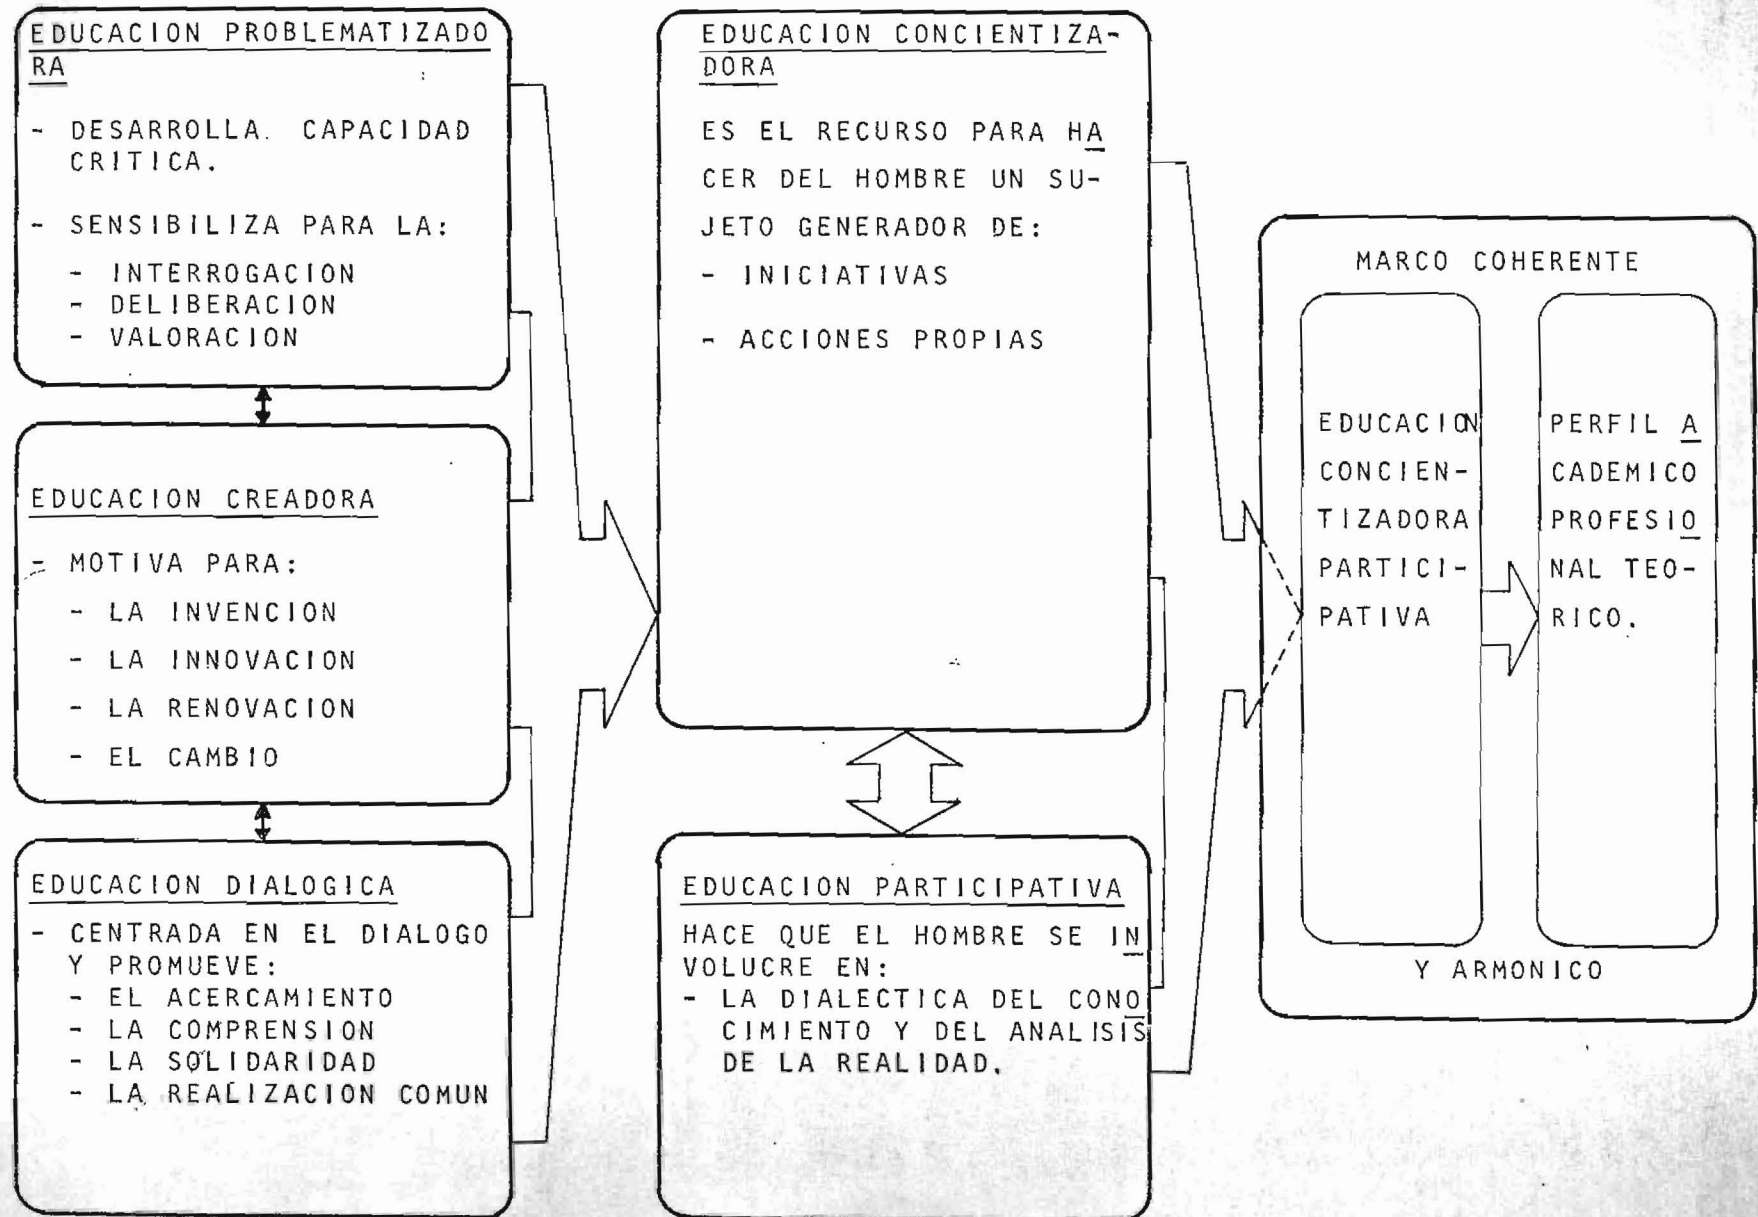 EDUCACION PROBLEMATIZADO
RA
- DESARROLLA. CAPACIDAD
CRITICA.
- SENSIBILIZA PARA LA:
- INTERROGACION
- DELIBERACION
- VALORACION
EDUCACION CREADORA
- MOTIVA PARA:
- LA INVENCION
- LA INNOVACION
- LA RENOVACION
- EL CAMBIO
EDUCACION DIALOGICA
- CENTRADA EN EL DIALOGO
Y PROMUEVE:
- EL ACERCAMIENTO
- LA COMPRENSION
- LA SOLIDARIDAD
- LA REALIZACION COMUN
EDUCACION CONCIENTIZA-
DORA
ES EL RECURSO PARA HA
CER DEL HOMBRE UN SU-
JETO GENERADOR DE:
- INICIATIVAS
- ACCIONES PROPIAS
EDUCACION PARTICIPATIVA
HACE QUE EL HOMBRE SE IN
VOLUCRE EN:
- LA DIALECTICA DEL CONO
CIMIENTO Y DEL ANALISIS
DE LA REALIDAD.
MARCO COHERENTE
EDUCACION
CONCIEN-
TIZADORA
PARTICI-
PATIVA
PERFIL A
CADEMICO
PROFESIO
NAL TEO-
RICO.
Y ARMONICO